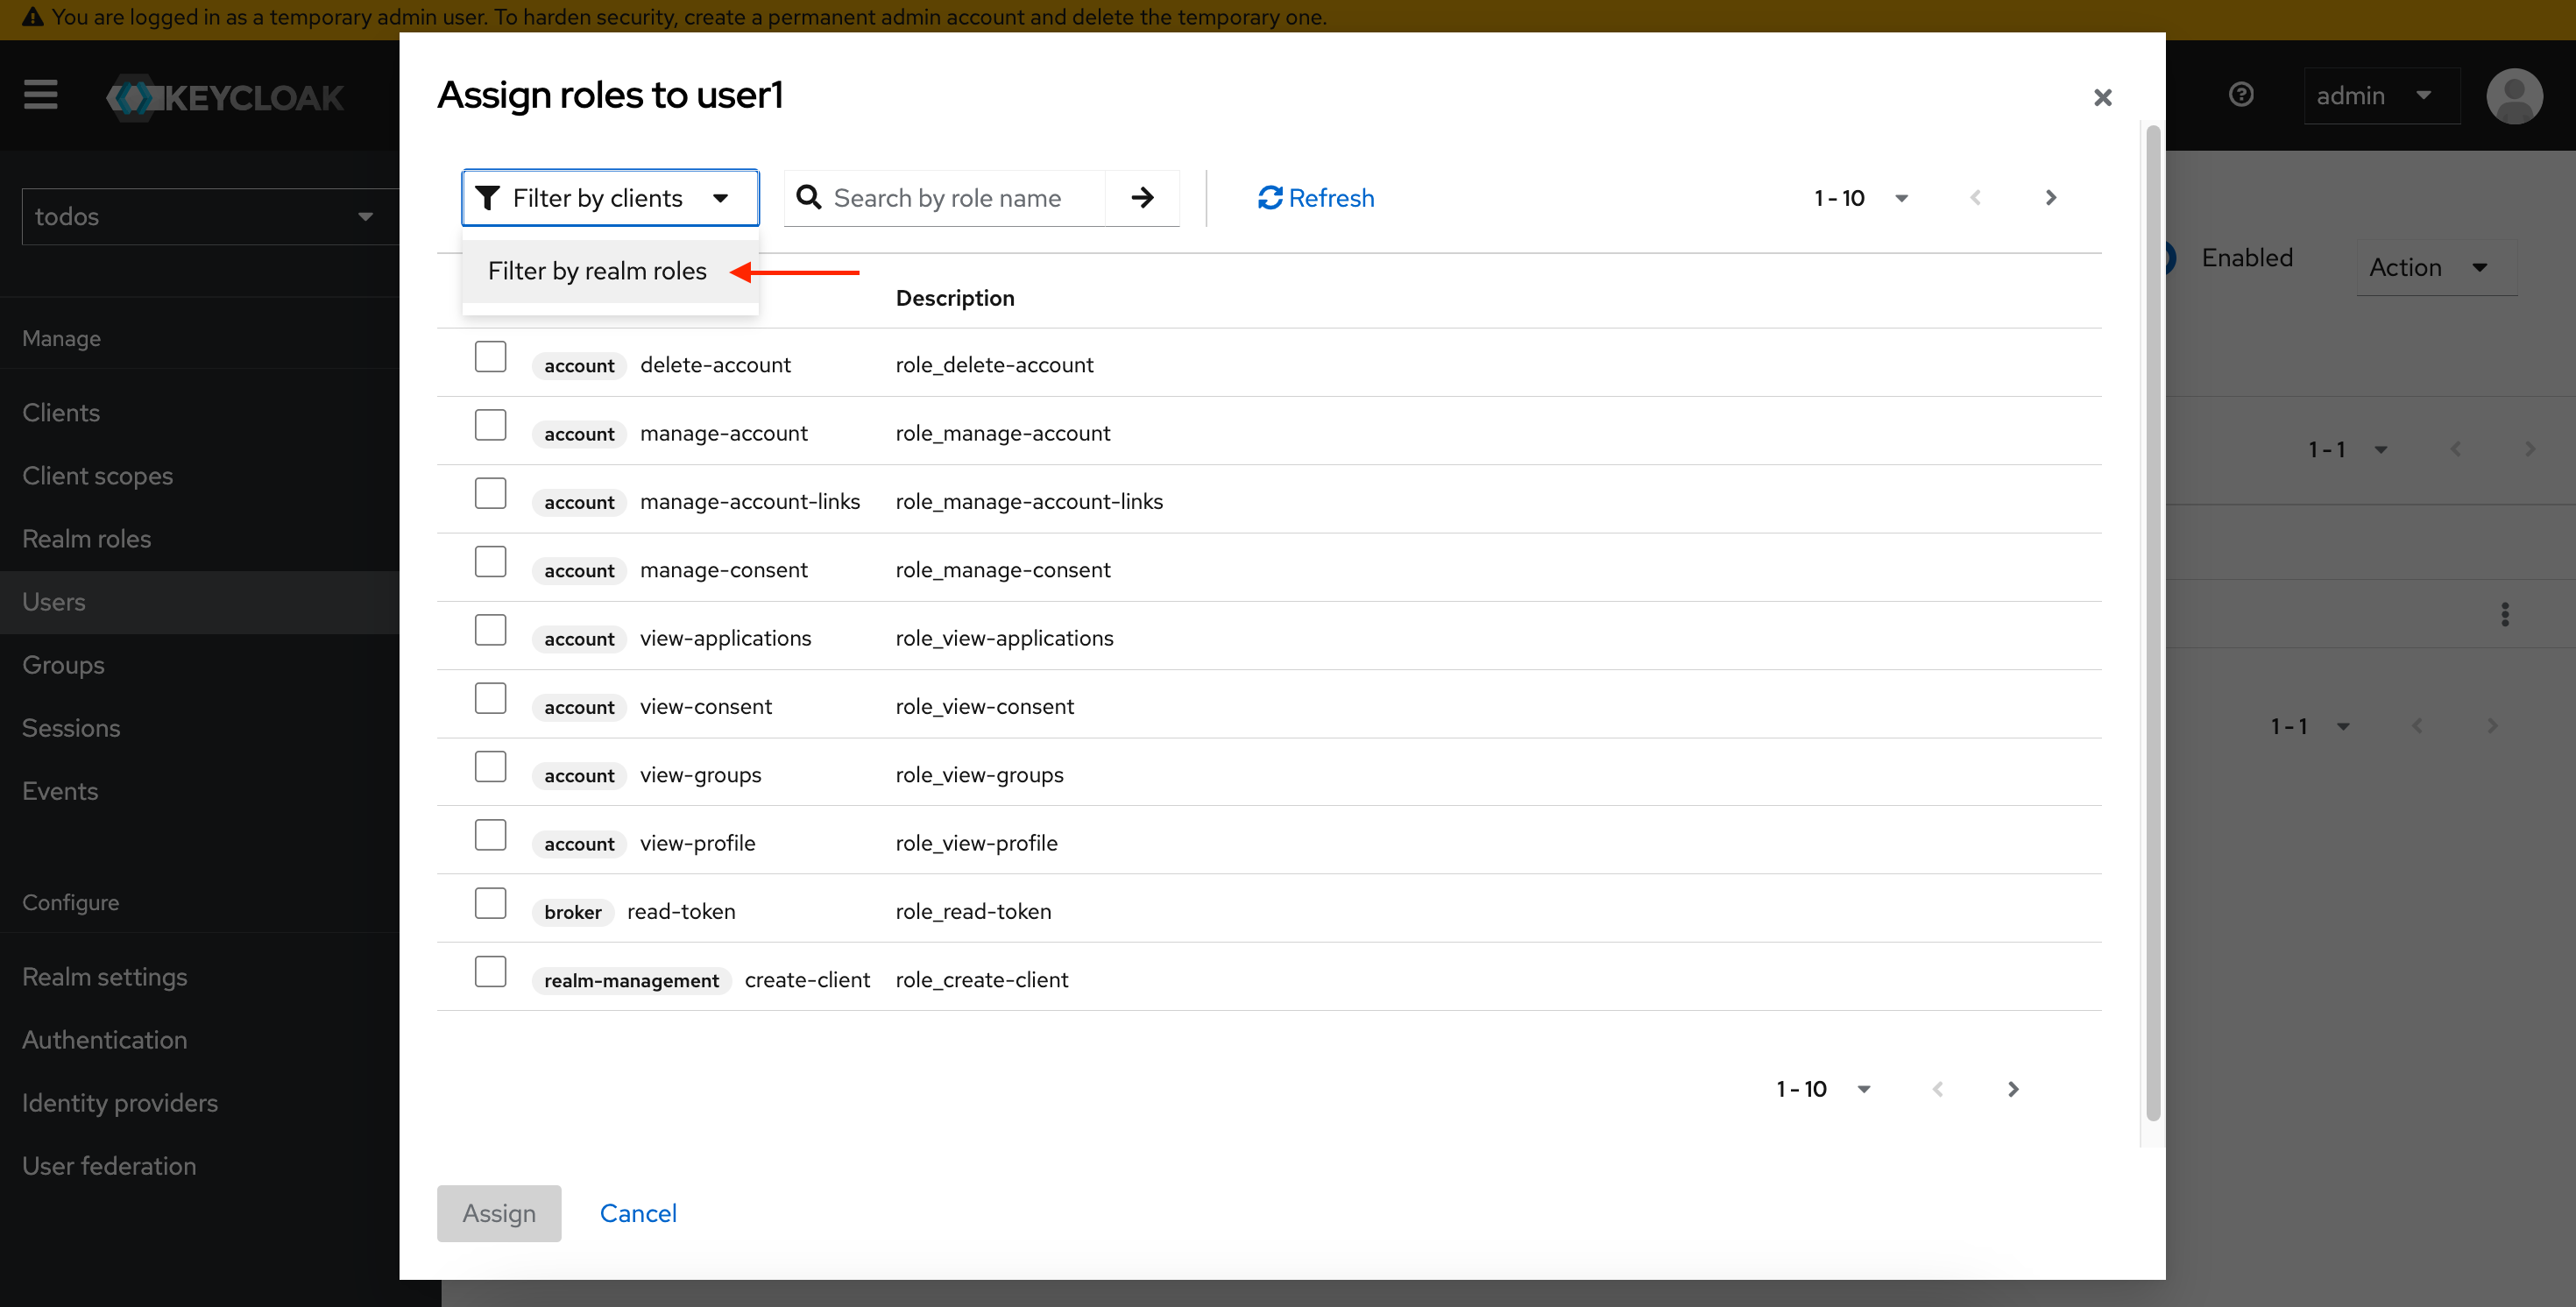 You are logged in as a temporary admin user. To harden security, create a permanent admin account and delete the temporary one.
KEYCLOAK
admin
todos
Manage
Clients
Client scopes
Realm roles
Users
Groups
Sessions
Events
Configure
Realm settings
Authentication
Identity providers
User federation
Assign roles to user1
Filter by clients
Search by role name
Refresh
1 - 10
Filter by realm roles
Description
account delete-account role_delete-account
account manage-account role_manage-account
account manage-account-links role_manage-account-links
account manage-consent role_manage-consent
account view-applications role_view-applications
account view-consent role_view-consent
account view-groups role_view-groups
account view-profile role_view-profile
broker read-token role_read-token
realm-management create-client role_create-client
1 - 10
Assign
Cancel
Enabled
Action
1 - 1
1 - 1